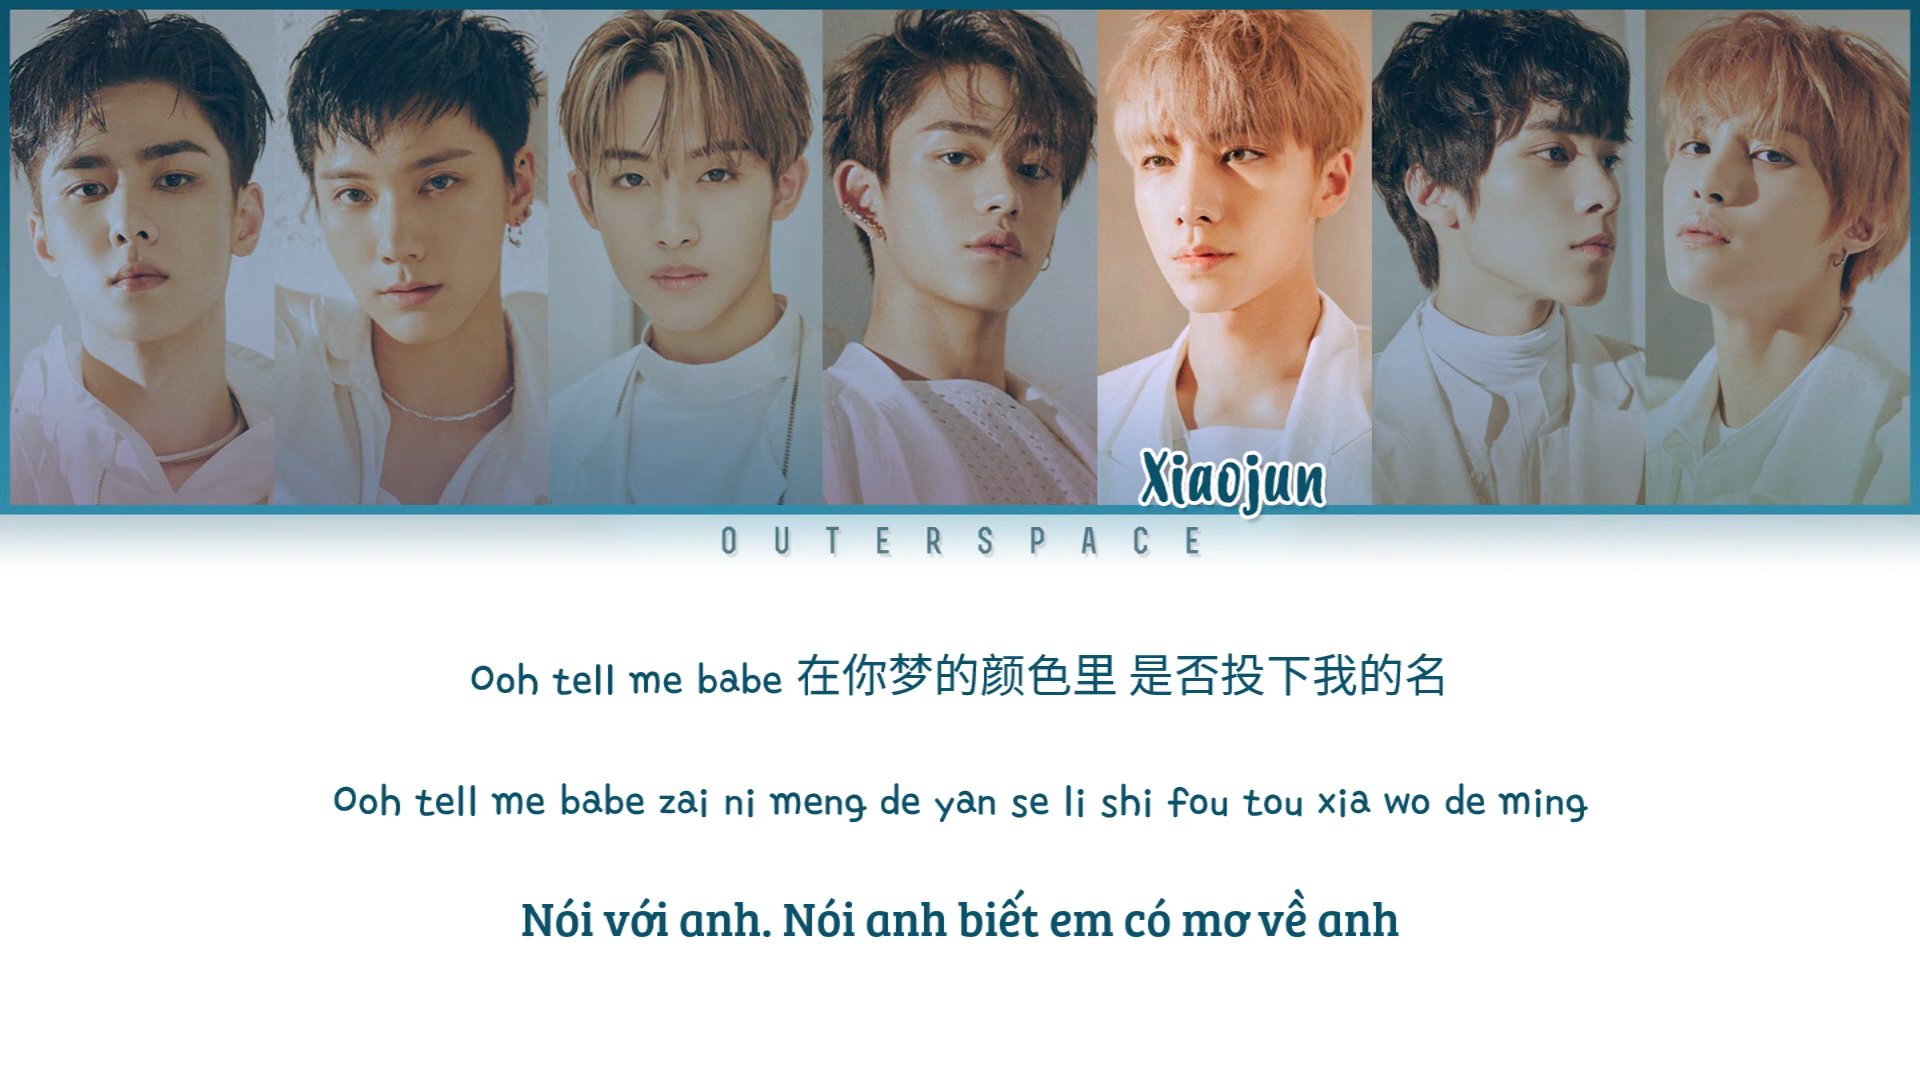 Xiaojun
OUTERSPACE
Ooh tell me babe 在你梦的颜色里 是否投下我的名
Ooh tell me babe zai ni meng de yan se li shi fou tou xia wo de ming
Nói với anh. Nói anh biết em có mơ về anh